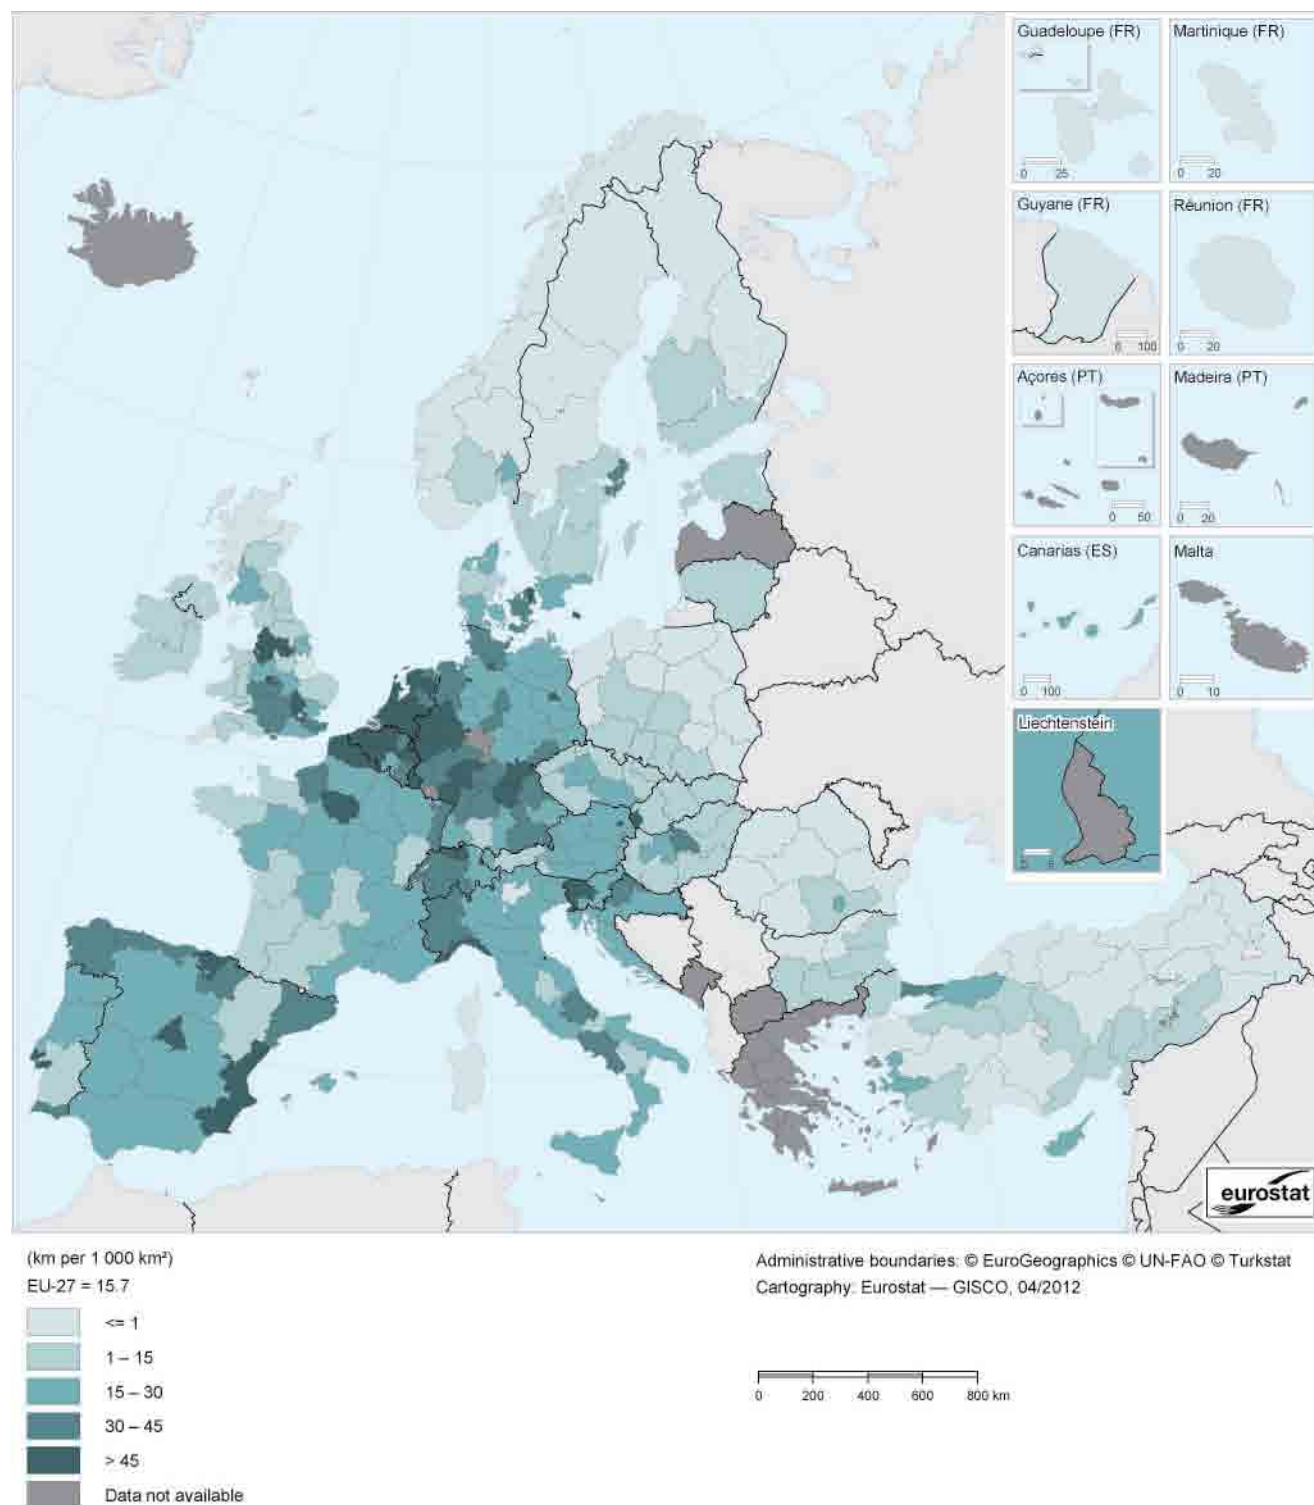 Guadeloupe (FR)
0 25
Martinique (FR)
0 20
Guyane (FR)
0 100
Réunion (FR)
0 20
Açores (PT)
0 50
Madeira (PT)
0 20
Canarias (ES)
0 100
Malta
0 10
Liechtenstein
eurostat
(km per 1 000 km²)
EU-27 = 15.7
<= 1
1 – 15
15 – 30
30 – 45
> 45
Data not available
Administrative boundaries: © EuroGeographics © UN-FAO © Turkstat
Cartography: Eurostat — GISCO, 04/2012
0 200 400 600 800 km